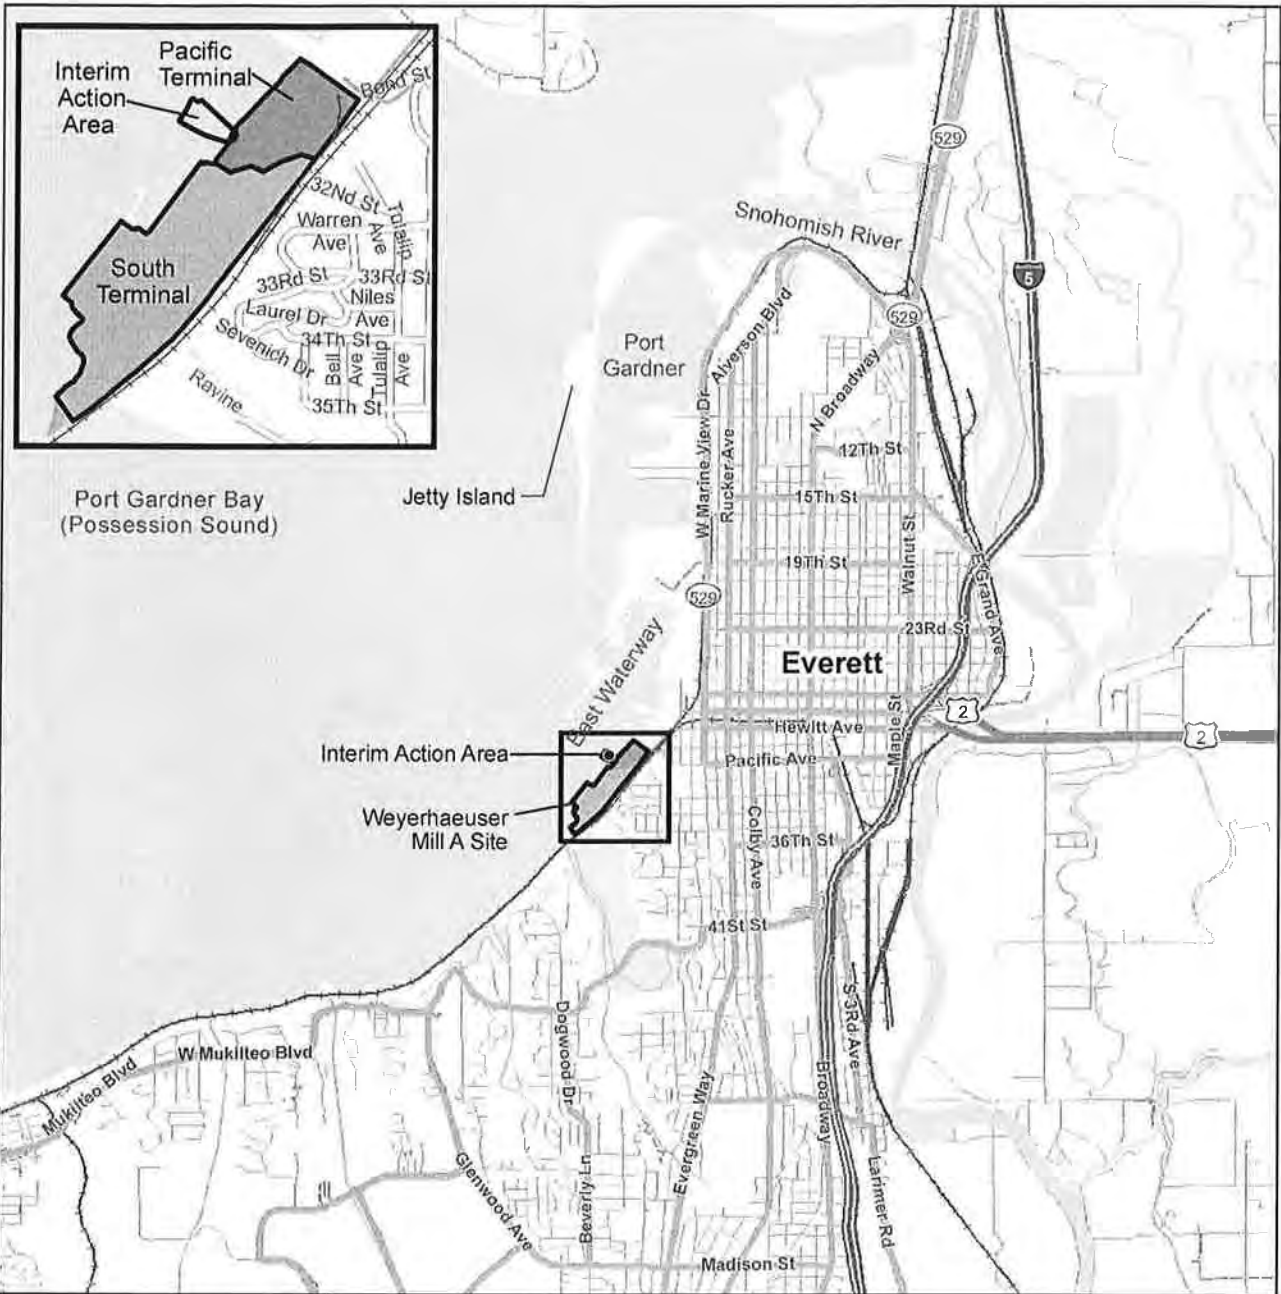 Pacific
Terminal
Interim
Action
Area
Bond St
32Nd St
Warren
Ave
Ave
Tulalip
33Rd St
33Rd St
Niles
Ave
Laurel Dr
34Th St
Sevenich Dr
Bell
Ave
Tulalip
Ave
35Th St
Ravine
South
Terminal
Port Gardner Bay
(Possession Sound)
Jetty Island
Port
Gardner
Snohomish River
529
5
529
Alverson Blvd
N Broadway
W Marine View Dr
Rucker Ave
12Th St
15Th St
Walnut St
19Th St
E Grand Ave
529
23Rd St
Everett
East Waterway
Maple St
2
Hewitt Ave
2
Pacific Ave
Interim Action Area
Weyerhaeuser
Mill A Site
Colby Ave
36Th St
41St St
S 3Rd Ave
Dogwood Dr
W Mukilteo Blvd
Mukilteo Blvd
Evergreen Way
Broadway
Glenwood Ave
Beverly Ln
Larimer Rd
Madison St